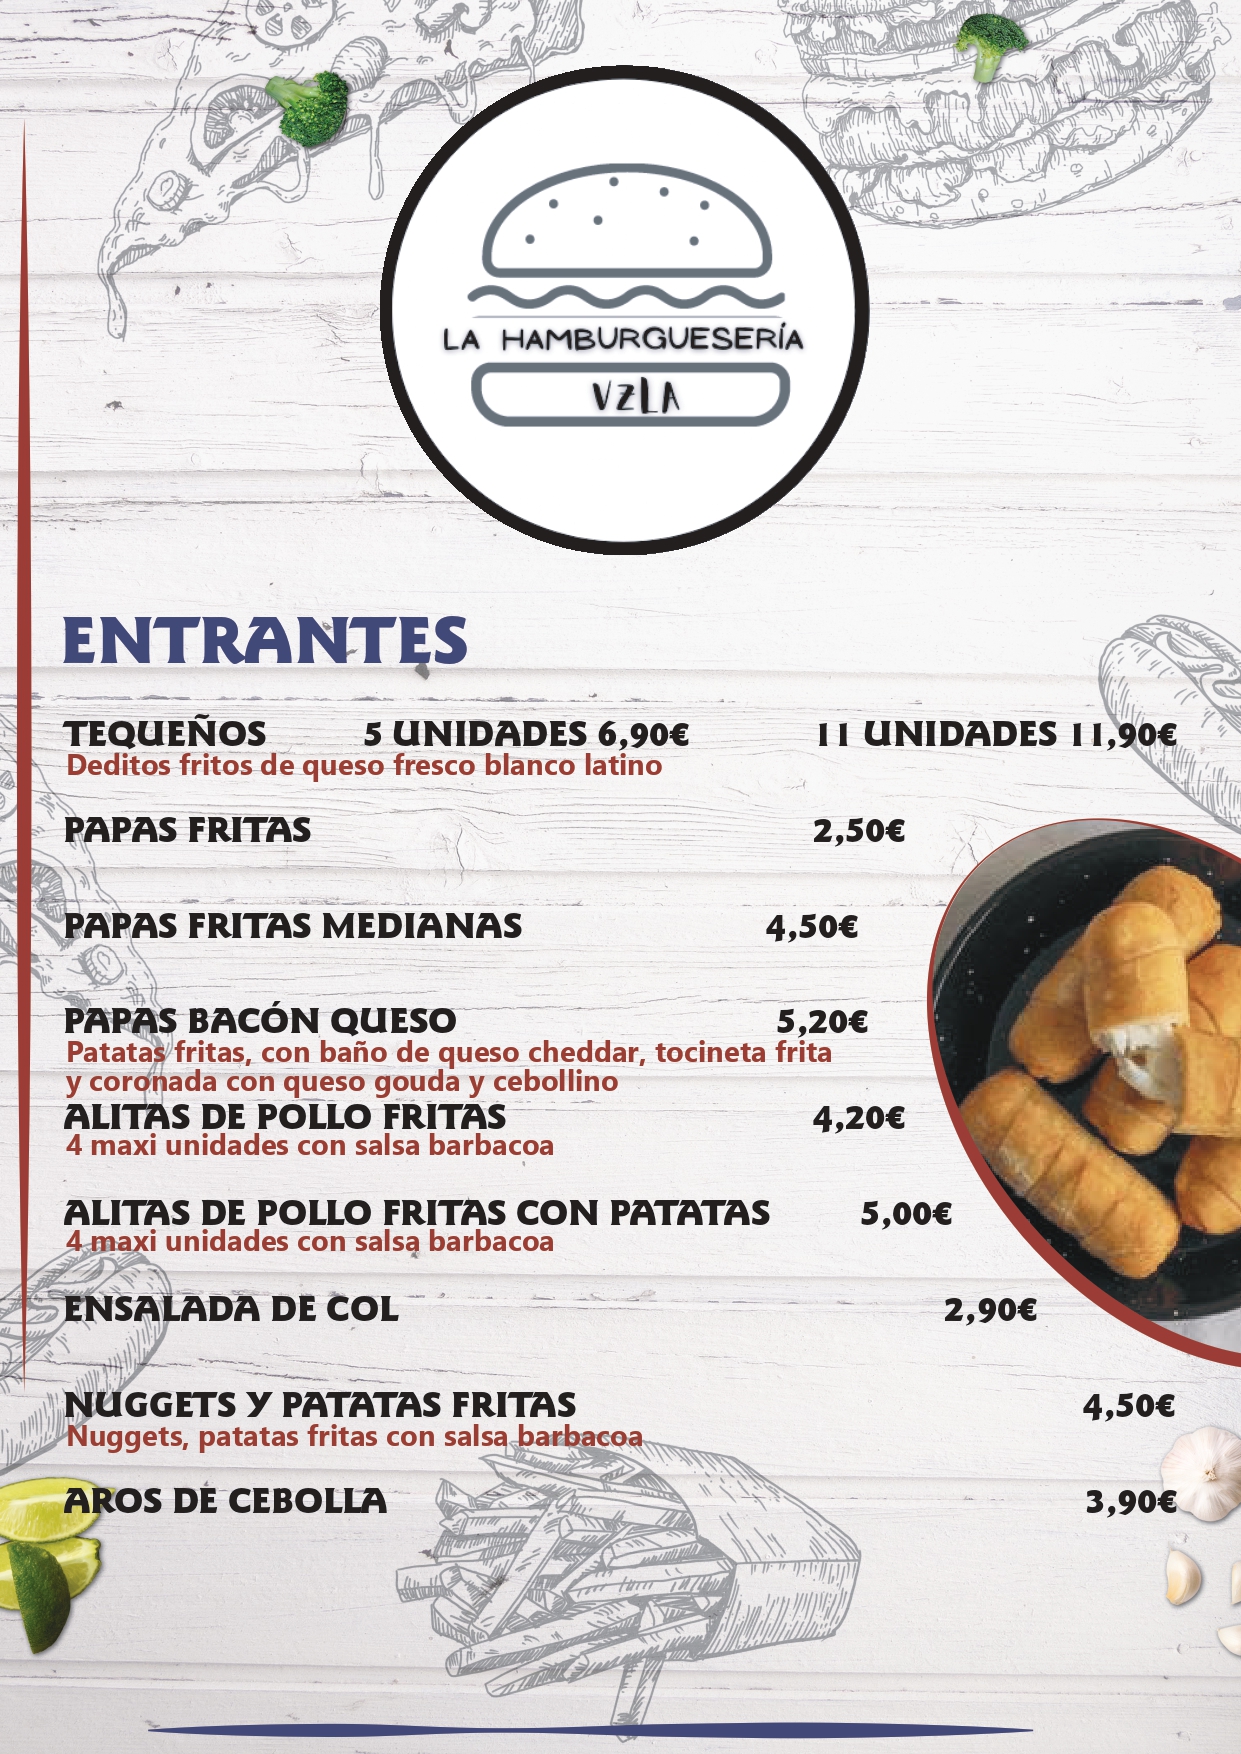 LA HAMBURGUESERÍA
VZLA
ENTRANTES
TEQUEÑOS 5 UNIDADES 6,90€ 11 UNIDADES 11,90€
Deditos fritos de queso fresco blanco latino
PAPAS FRITAS 2,50€
PAPAS FRITAS MEDIANAS 4,50€
PAPAS BACÓN QUESO 5,20€
Patatas fritas, con baño de queso cheddar, tocineta frita
y coronada con queso gouda y cebollino
ALITAS DE POLLO FRITAS 4,20€
4 maxi unidades con salsa barbacoa
ALITAS DE POLLO FRITAS CON PATATAS 5,00€
4 maxi unidades con salsa barbacoa
ENSALADA DE COL 2,90€
NUGGETS Y PATATAS FRITAS 4,50€
Nuggets, patatas fritas con salsa barbacoa
AROS DE CEBOLLA 3,90€